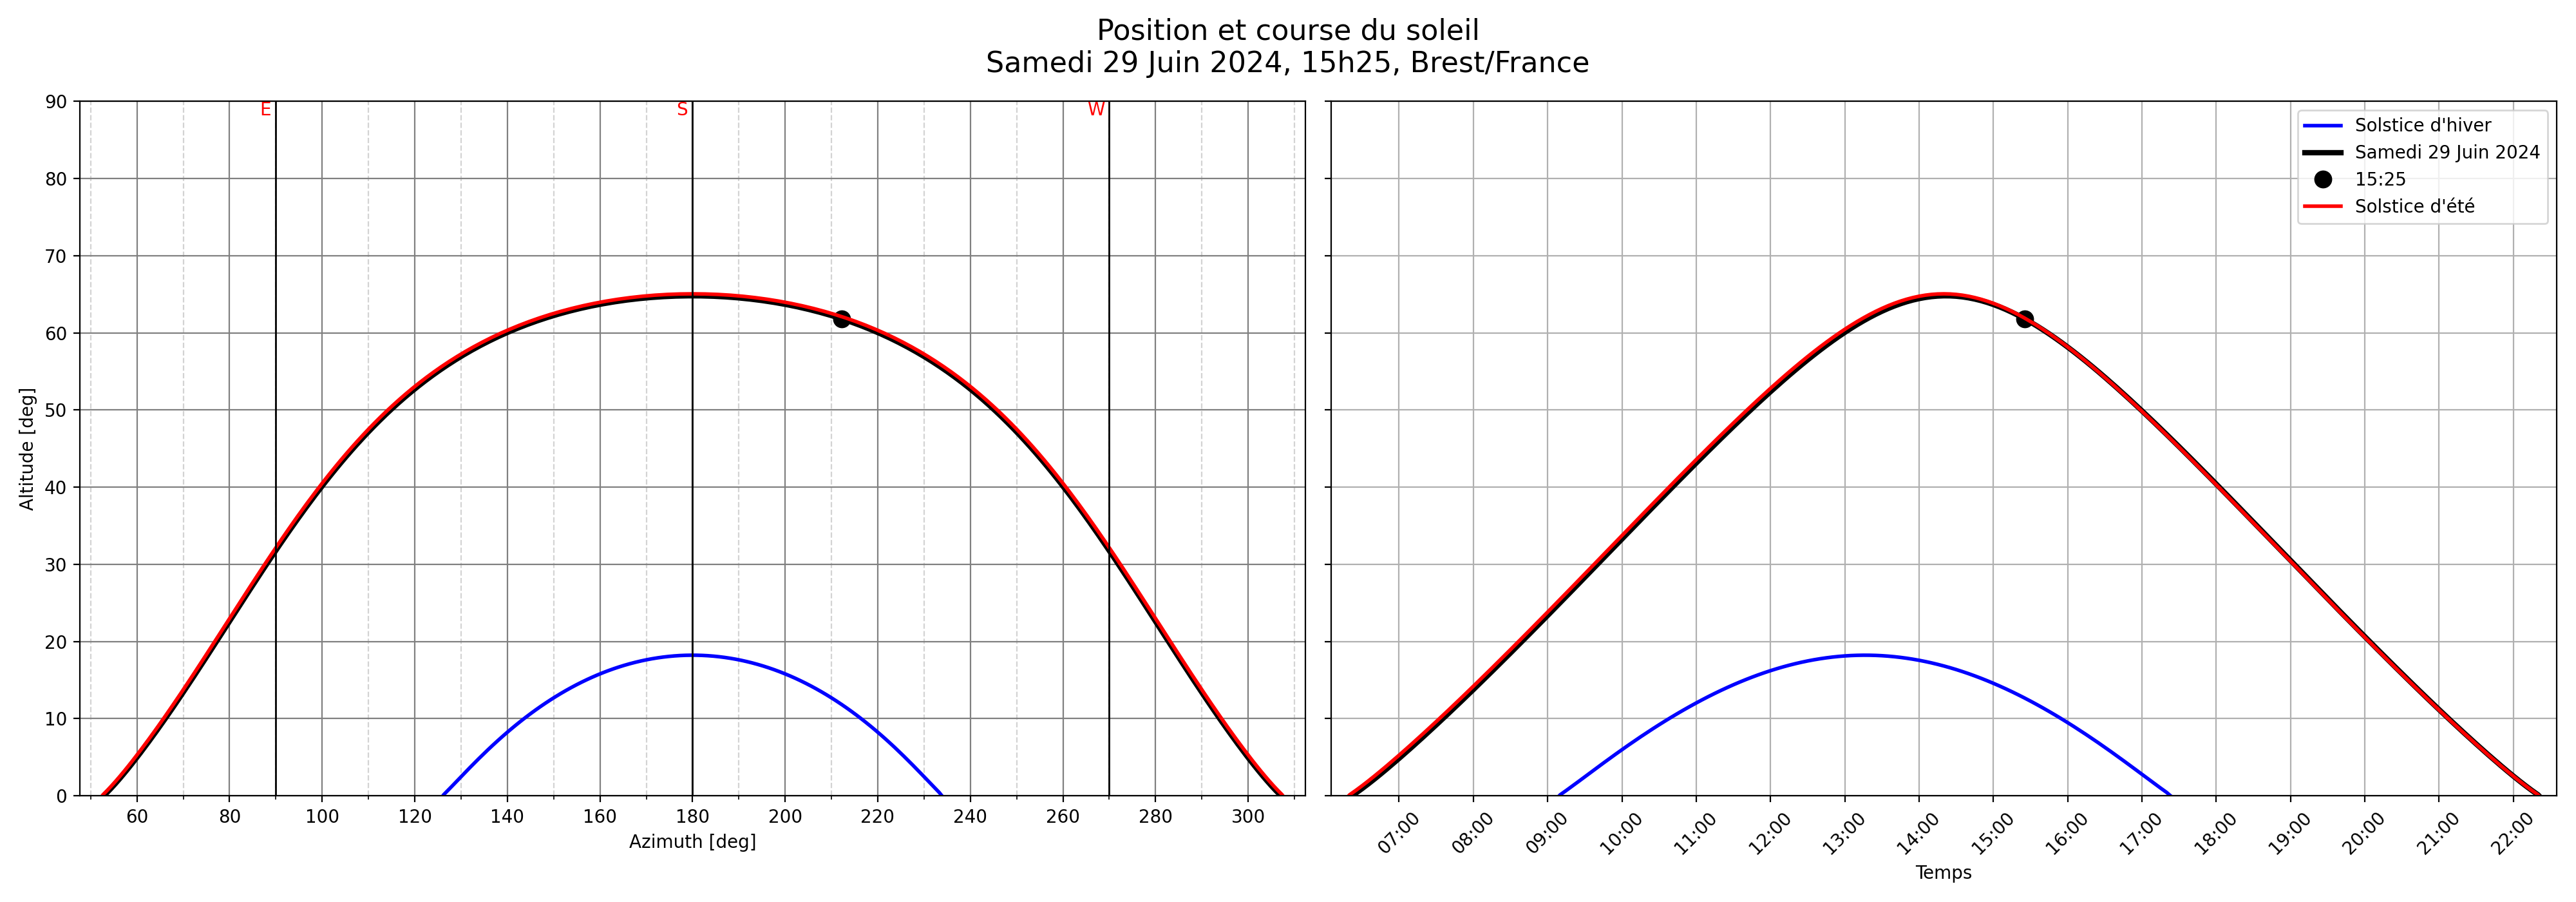 Position et course du soleil
Samedi 29 Juin 2024, 15h25, Brest/France
E
S
W
90
80
70
60
50
40
30
20
10
0
Altitude [deg]
60 80 100 120 140 160 180 200 220 240 260 280 300
Azimuth [deg]
Solstice d'hiver
Samedi 29 Juin 2024
15:25
Solstice d'été
07:00 08:00 09:00 10:00 11:00 12:00 13:00 14:00 15:00 16:00 17:00 18:00 19:00 20:00 21:00 22:00
Temps